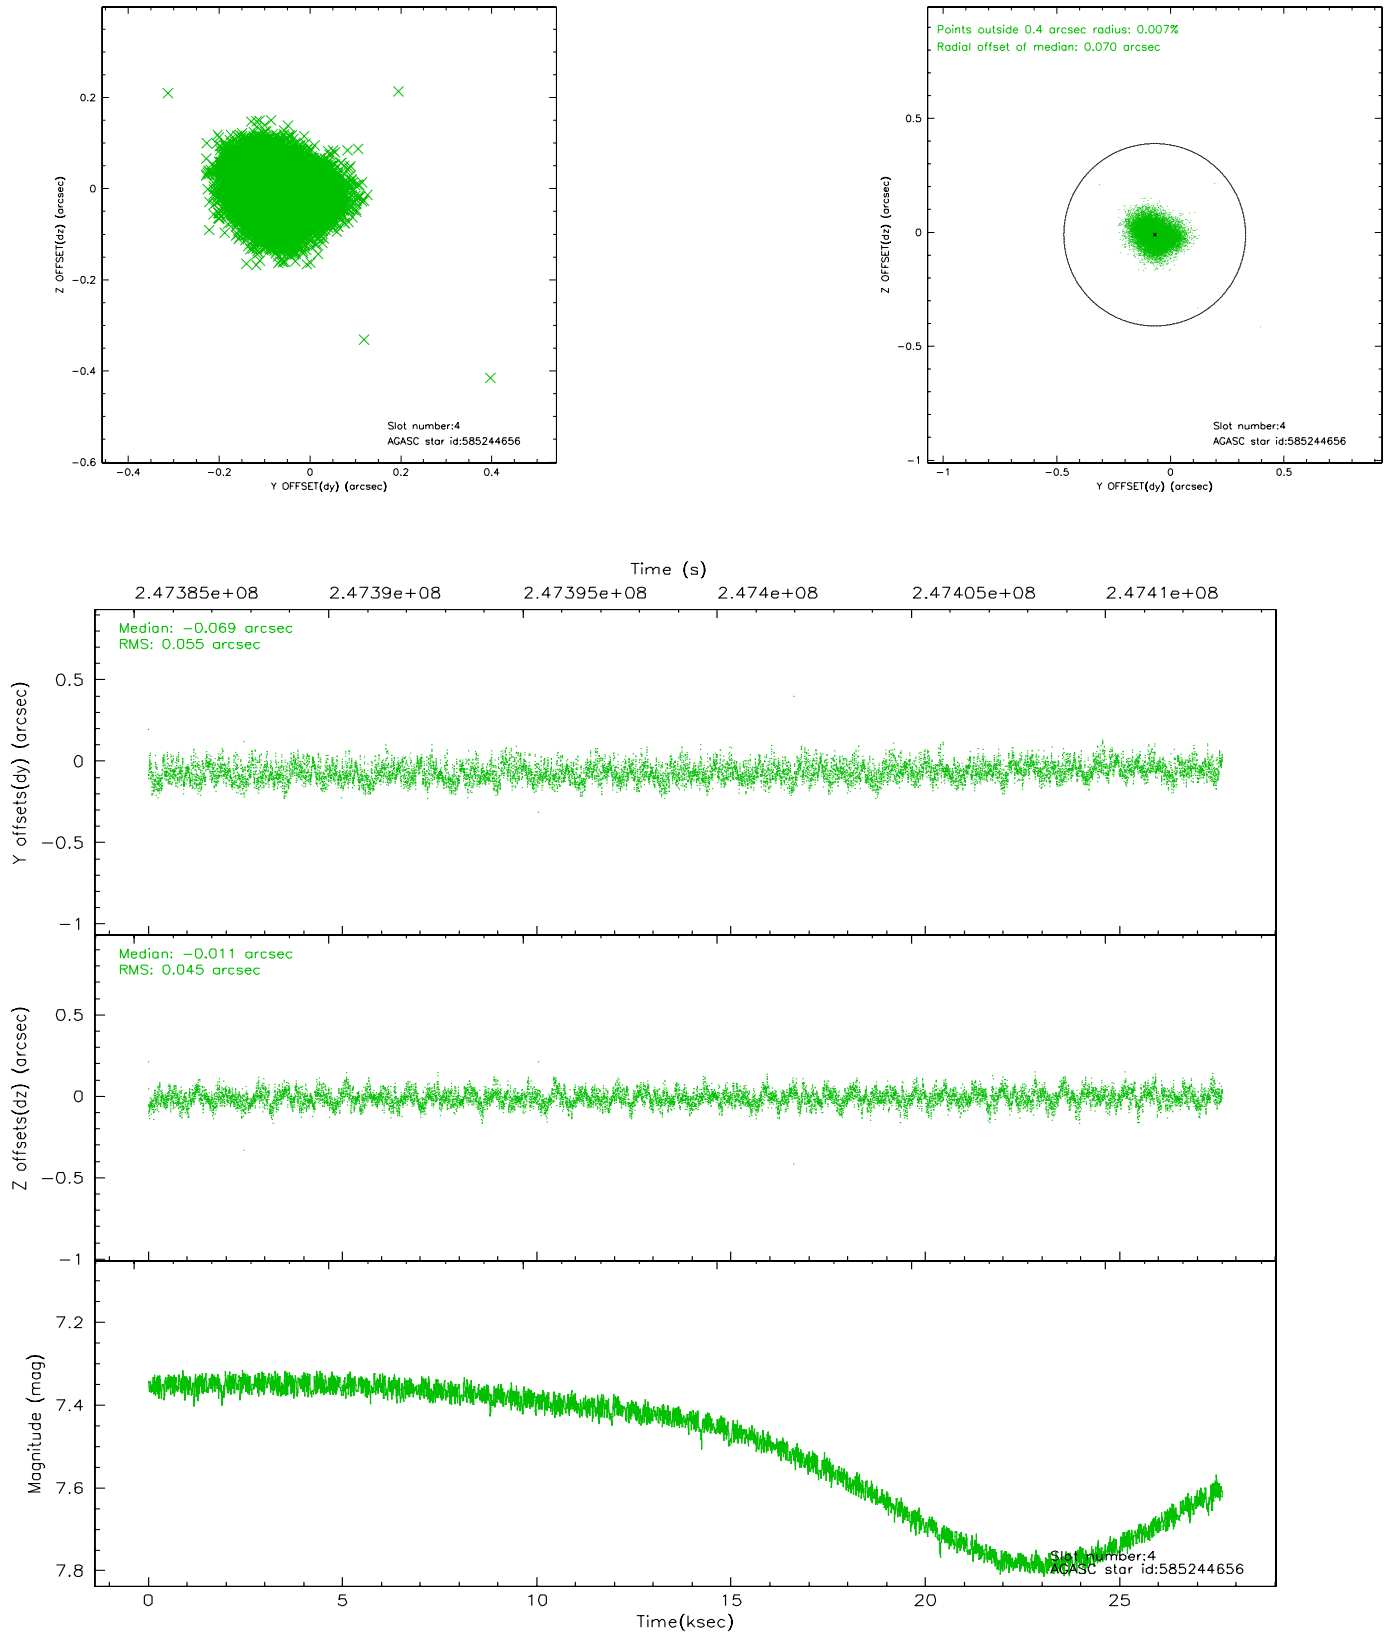 Points outside 0.4 arcsec radius: 0.007%
Radial offset of median: 0.070 arcsec
0.2
0
−0.2
−0.4
−0.6
Z OFFSET(dz) (arcsec)
−0.4
−0.2
0
0.2
0.4
Y OFFSET(dy) (arcsec)
Slot number:4
AGASC star id:585244656
0.5
0
−0.5
−1
Z OFFSET(dz) (arcsec)
−1
−0.5
0
0.5
Y OFFSET(dy) (arcsec)
Slot number:4
AGASC star id:585244656
Time (s)
2.47385e+08
2.4739e+08
2.47395e+08
2.474e+08
2.47405e+08
2.4741e+08
Median: −0.069 arcsec
RMS: 0.055 arcsec
0.5
0
−0.5
−1
Y offsets(dy) (arcsec)
Median: −0.011 arcsec
RMS: 0.045 arcsec
0.5
0
−0.5
−1
Z offsets(dz) (arcsec)
7.2
7.4
7.6
7.8
Magnitude (mag)
Slot number:4
AGASC star id:585244656
0
5
10
15
20
25
Time(ksec)